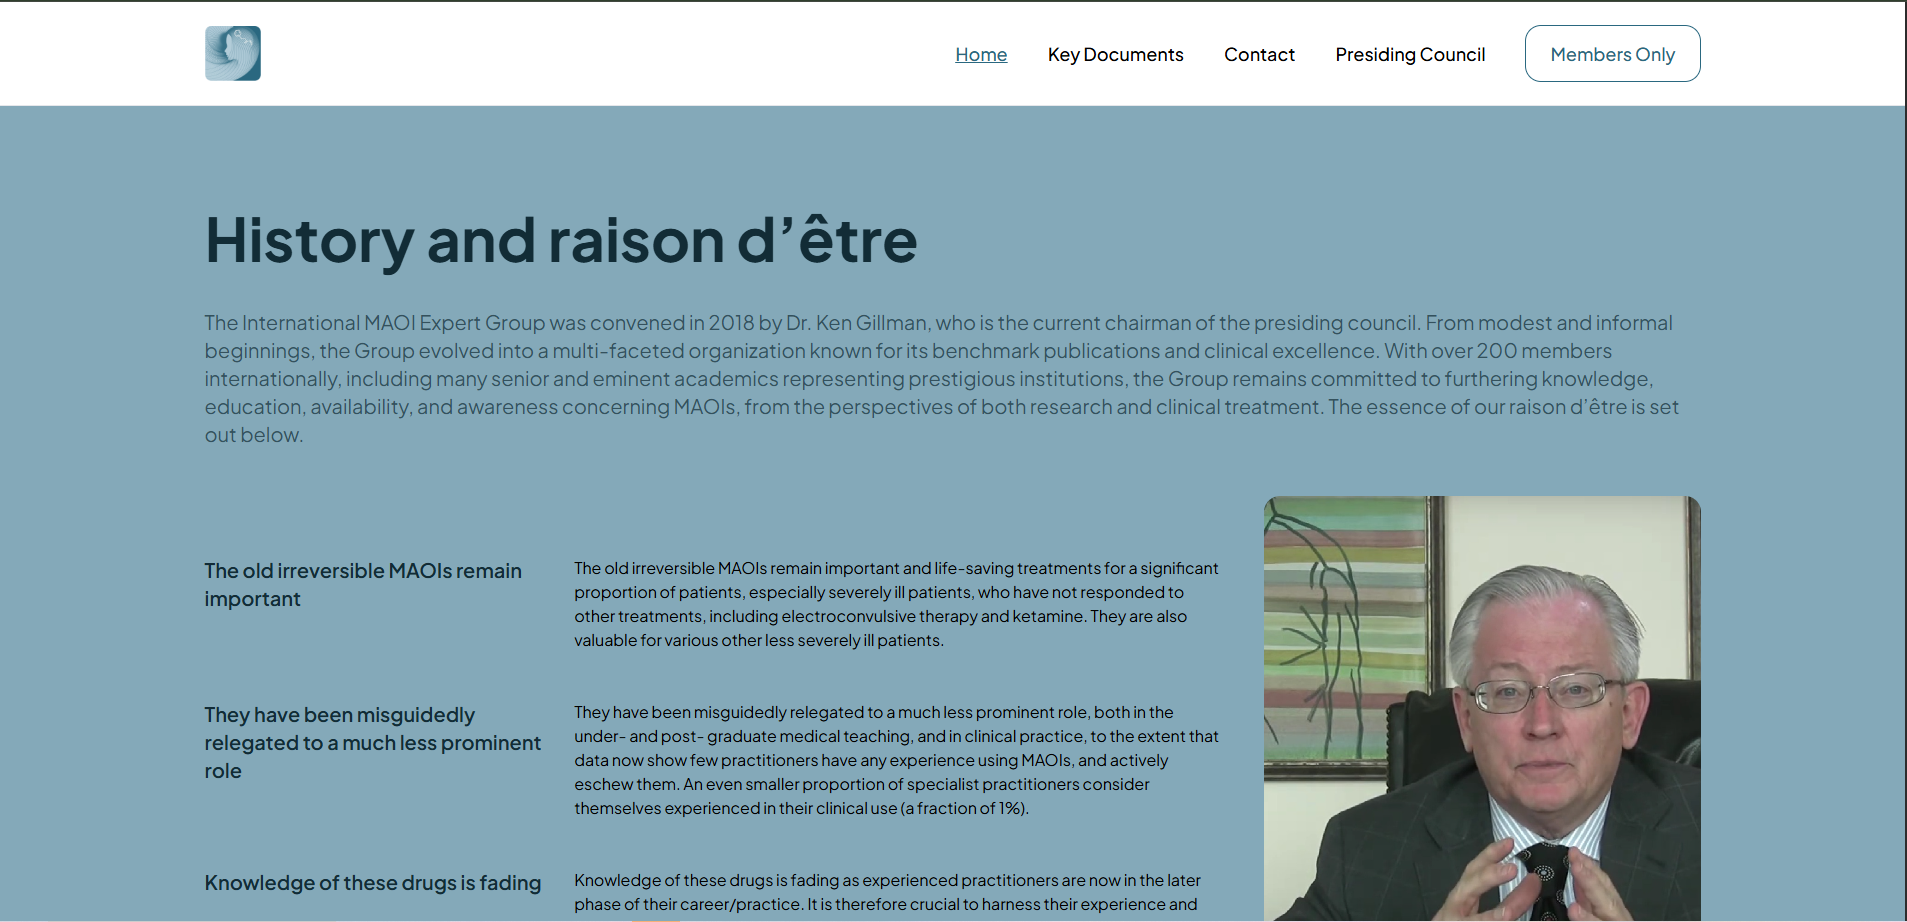 Home
Key Documents
Contact
Presiding Council
Members Only
History and raison d’être
The International MAOI Expert Group was convened in 2018 by Dr. Ken Gillman, who is the current chairman of the presiding council. From modest and informal
beginnings, the Group evolved into a multi-faceted organization known for its benchmark publications and clinical excellence. With over 200 members
internationally, including many senior and eminent academics representing prestigious institutions, the Group remains committed to furthering knowledge,
education, availability, and awareness concerning MAOIs, from the perspectives of both research and clinical treatment. The essence of our raison d’être is set
out below.
The old irreversible MAOIs remain
important
The old irreversible MAOIs remain important and life-saving treatments for a significant
proportion of patients, especially severely ill patients, who have not responded to
other treatments, including electroconvulsive therapy and ketamine. They are also
valuable for various other less severely ill patients.
They have been misguidedly
relegated to a much less prominent
role
They have been misguidedly relegated to a much less prominent role, both in the
under- and post- graduate medical teaching, and in clinical practice, to the extent that
data now show few practitioners have any experience using MAOIs, and actively
eschew them. An even smaller proportion of specialist practitioners consider
themselves experienced in their clinical use (a fraction of 1%).
Knowledge of these drugs is fading
Knowledge of these drugs is fading as experienced practitioners are now in the later
phase of their career/practice. It is therefore crucial to harness their experience and